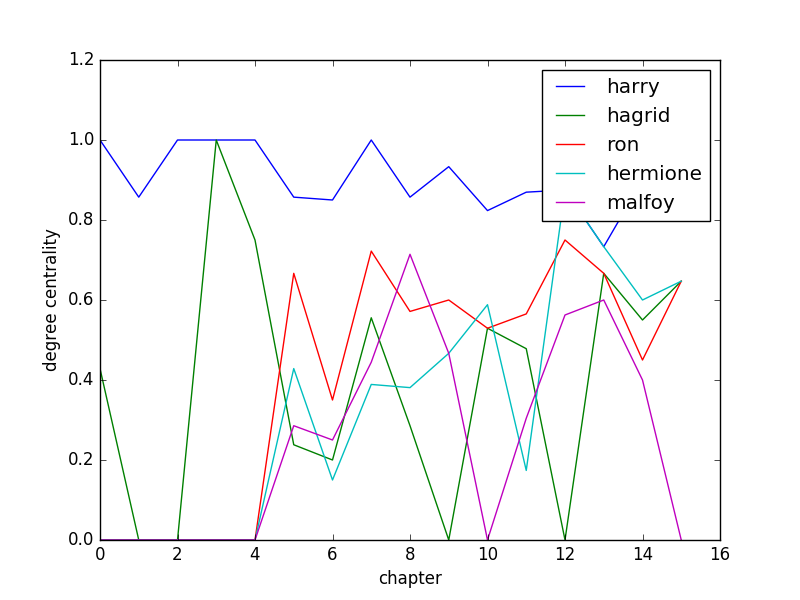 1.2
1.0
0.8
0.6
0.4
0.2
0.0
degree centrality
harry
hagrid
ron
hermione
malfoy
0 2 4 6 8 10 12 14 16
chapter